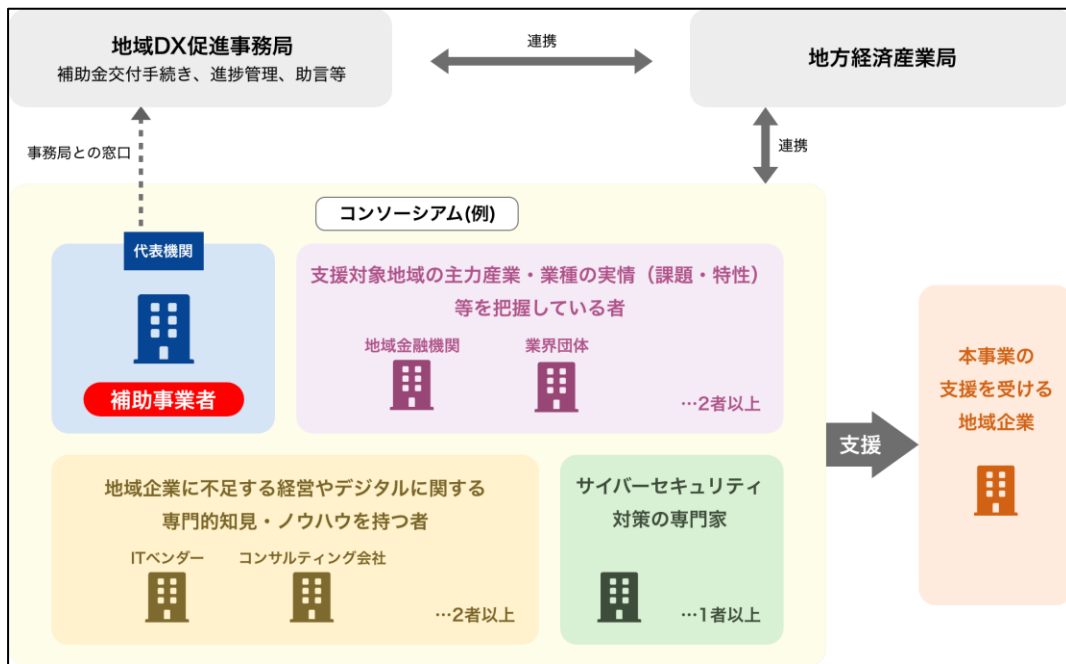 地域DX促進事務局
補助金交付手続き、進捗管理、助言等
連携
地方経済産業局
事務局との窓口
連携
コンソーシアム(例)
代表機関
補助事業者
支援対象地域の主力産業・業種の実情（課題・特性）
等を把握している者
地域金融機関
業界団体
…2者以上
地域企業に不足する経営やデジタルに関する
専門的知見・ノウハウを持つ者
ITベンダー
コンサルティング会社
…2者以上
サイバーセキュリティ
対策の専門家
…1者以上
支援
本事業の
支援を受ける
地域企業